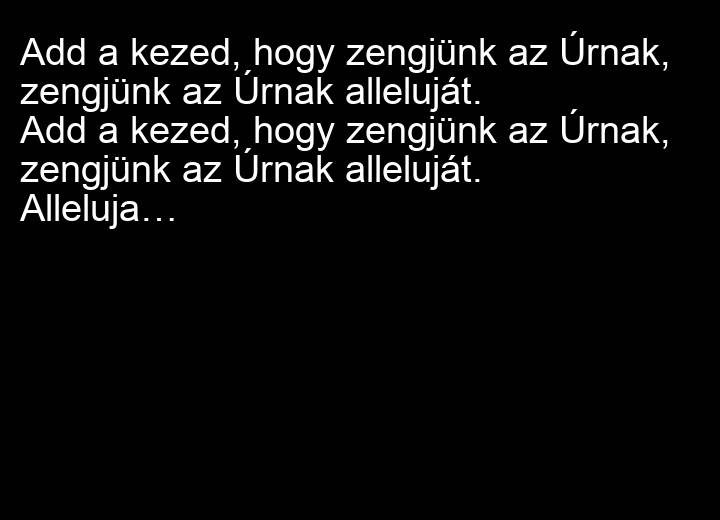 Add a kezed, hogy zengjünk az Úrnak,
zengjünk az Úrnak alleluját.
Add a kezed, hogy zengjünk az Úrnak,
zengjünk az Úrnak alleluját.
Alleluja…